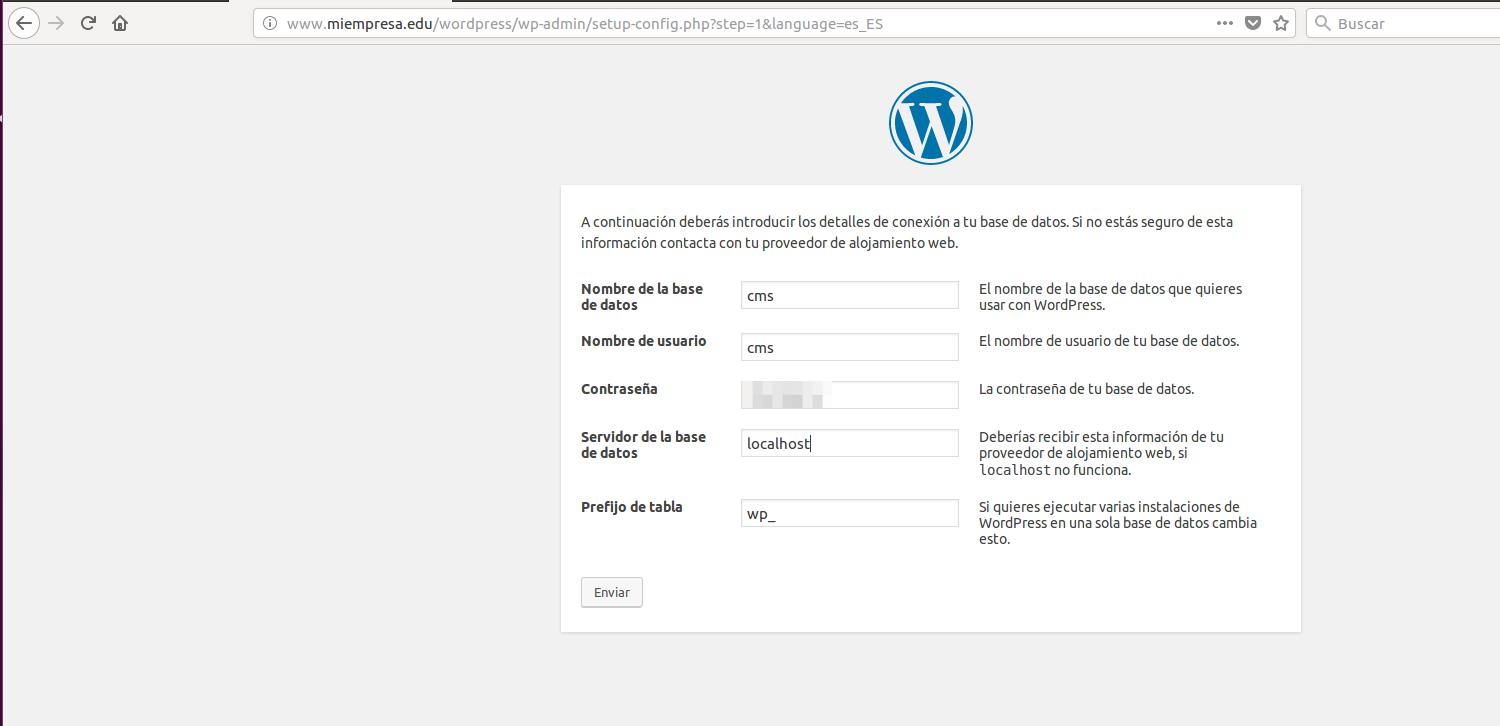 www.miempresa.edu/wordpress/wp-admin/setup-config.php?step=1&language=es_ES
Buscar
A continuación deberás introducir los detalles de conexión a tu base de datos. Si no estás seguro de esta
información contacta con tu proveedor de alojamiento web.
Nombre de la base
de datos
cms
El nombre de la base de datos que quieres
usar con WordPress.
Nombre de usuario
cms
El nombre de usuario de tu base de datos.
Contraseña
La contraseña de tu base de datos.
Servidor de la base
de datos
localhost
Deberías recibir esta información de tu
proveedor de alojamiento web, si
localhost no funciona.
Prefijo de tabla
wp_
Si quieres ejecutar varias instalaciones de
WordPress en una sola base de datos cambia
esto.
Enviar